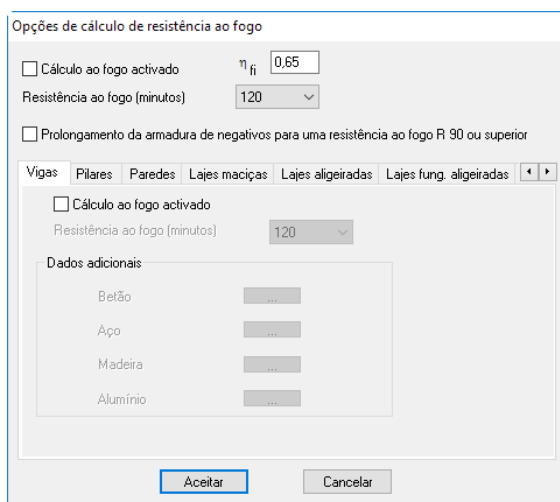 Opções de cálculo de resistência ao fogo
Cálculo ao fogo activado η fi 0,65
Resistência ao fogo (minutos) 120
Prolongamento da armadura de negativos para uma resistência ao fogo R 90 ou superior
Vigas Pilares Paredes Lajes maciças Lajes aligeiradas Lajes fung. aligeiradas
Cálculo ao fogo activado
Resistência ao fogo (minutos) 120
Dados adicionais
Betão ...
Aço ...
Madeira ...
Alumínio ...
Aceitar Cancelar